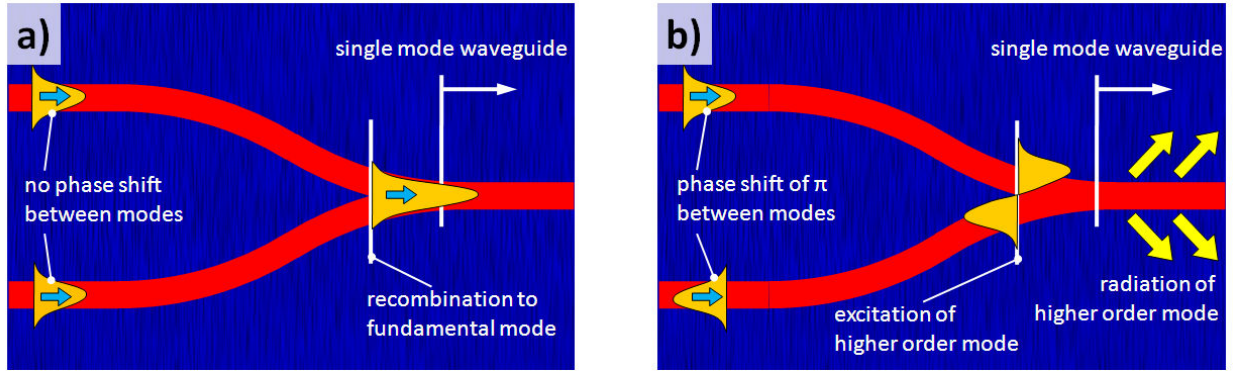 a)
single mode waveguide
no phase shift
between modes
recombination to
fundamental mode
b)
single mode waveguide
phase shift of π
between modes
excitation of
higher order mode
radiation of
higher order mode